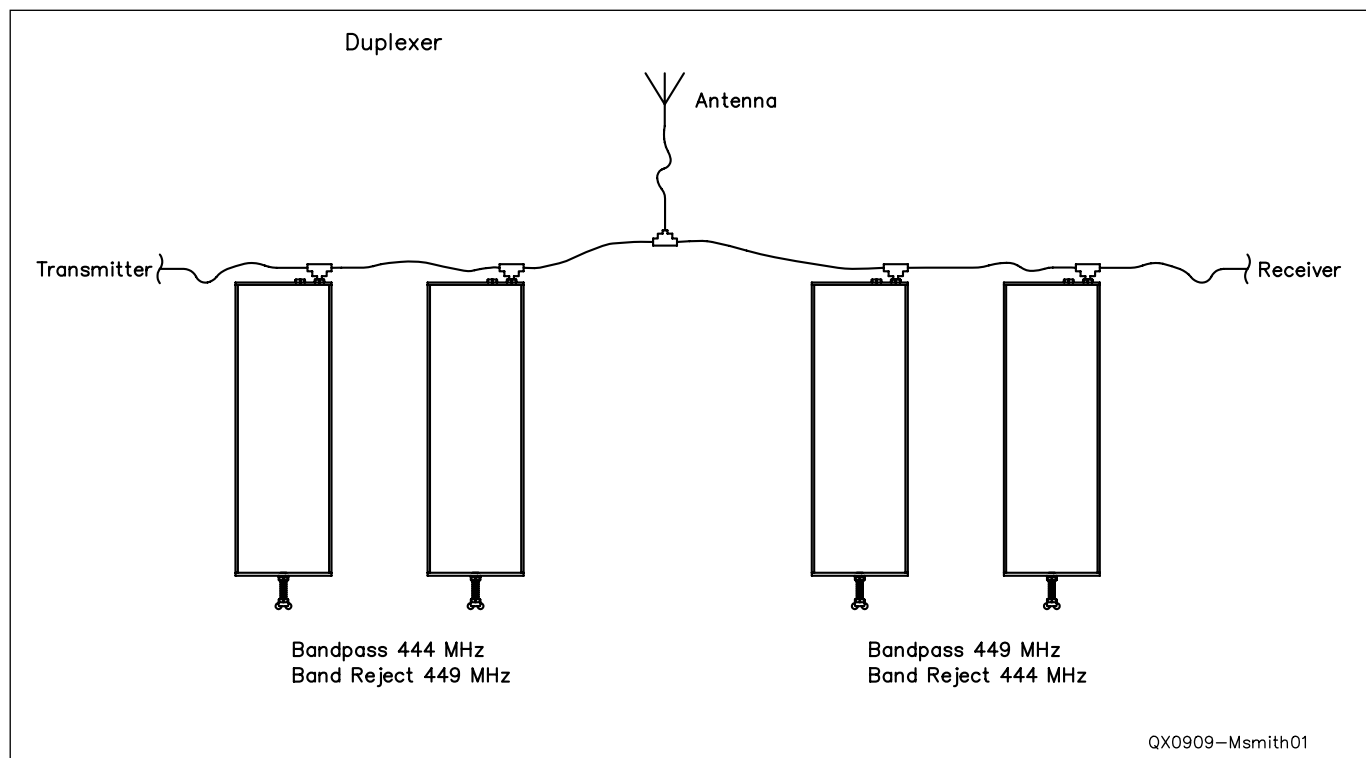 Duplexer
Antenna
Transmitter
Receiver
Bandpass 444 MHz
Band Reject 449 MHz
Bandpass 449 MHz
Band Reject 444 MHz
QX0909-Msmith01